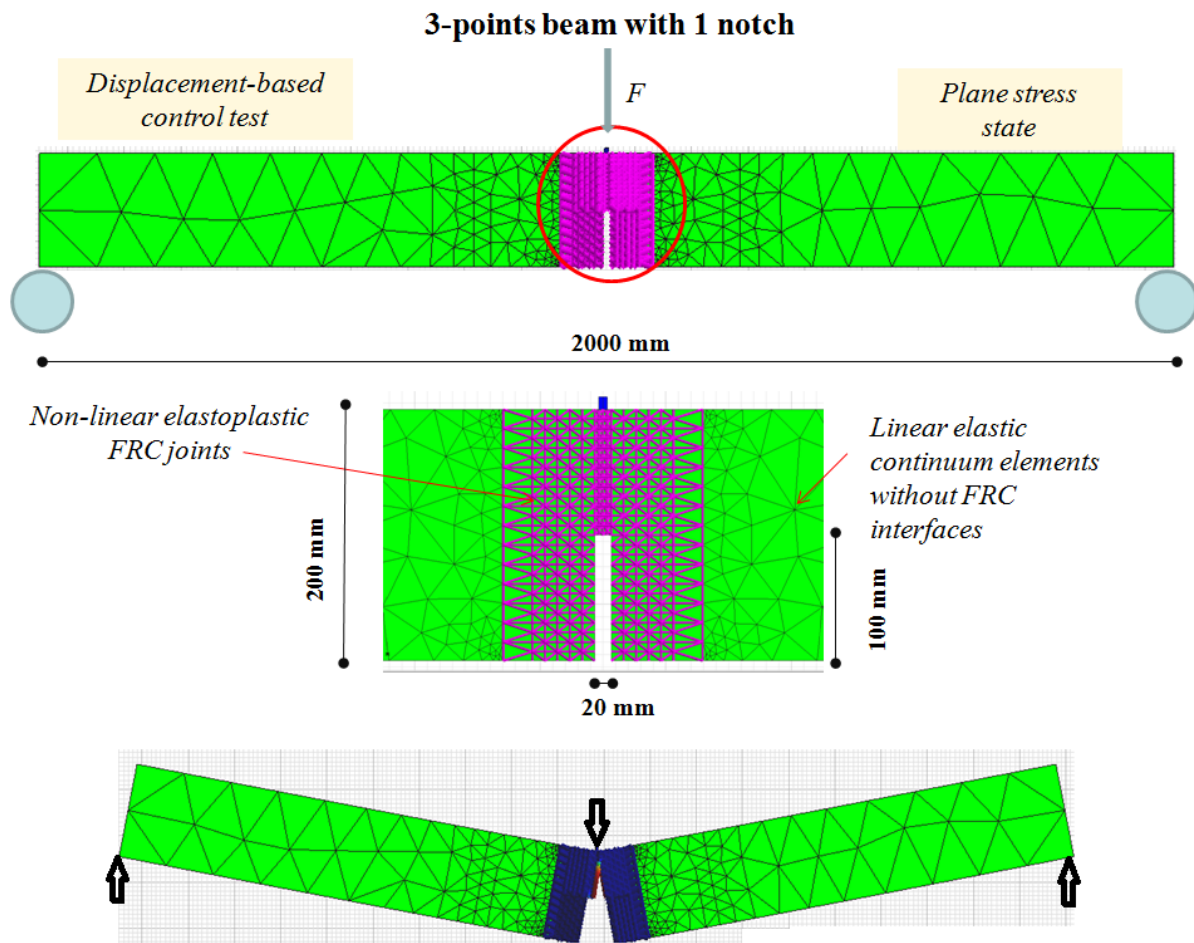 3-points beam with 1 notch
Displacement-based
control test
F
Plane stress
state
2000 mm
Non-linear elastoplastic
FRC joints
Linear elastic
continuum elements
without FRC
interfaces
200 mm
100 mm
20 mm